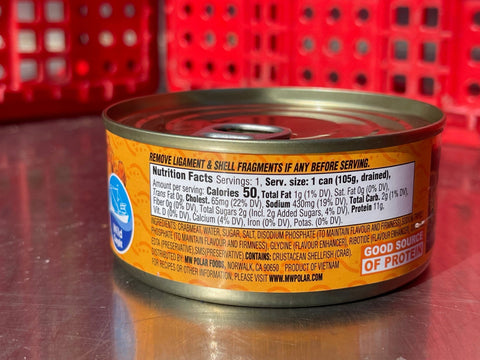 REMOVE LIGAMENT & SHELL FRAGMENTS IF ANY BEFORE SERVING.
Nutrition Facts Servings: 1, Serv. size: 1 can (105g, drained),
Amount per serving: Calories 50, Total Fat 1g (1% DV), Sat. Fat 0g (0% DV),
Trans Fat 0g, Cholest. 65mg (22% DV), Sodium 430mg (19% DV), Total Carb. 2g (1% DV),
Fiber 0g (0% DV), Total Sugars 2g (Incl. 2g Added Sugars, 4% DV), Protein 11g,
Vit. D (0% DV), Calcium (4% DV), Iron (0% DV), Potas. (0% DV).
INGREDIENTS: CRABMEAT, WATER, SUGAR, SALT, DISODIUM PHOSPHATE (TO MAINTAIN FLAVOUR AND FIRMNESS),
(TO MAINTAIN FLAVOUR AND FIRMNESS), GLYCINE (FLAVOUR ENHANCER),
EDTA (PRESERVATIVE) (PRESERVATIVE) CONTAINS: CRUSTACEAN SHELLFISH (CRAB).
DISTRIBUTED BY MW POLAR FOODS, NORWALK, CA 90650 PRODUCT OF VIETNAM
FOR RECIPES OR OTHER INFORMATION, PLEASE VISIT WWW.MWPOLAR.COM
GOOD SOURCE
OF PROTEIN
Wild